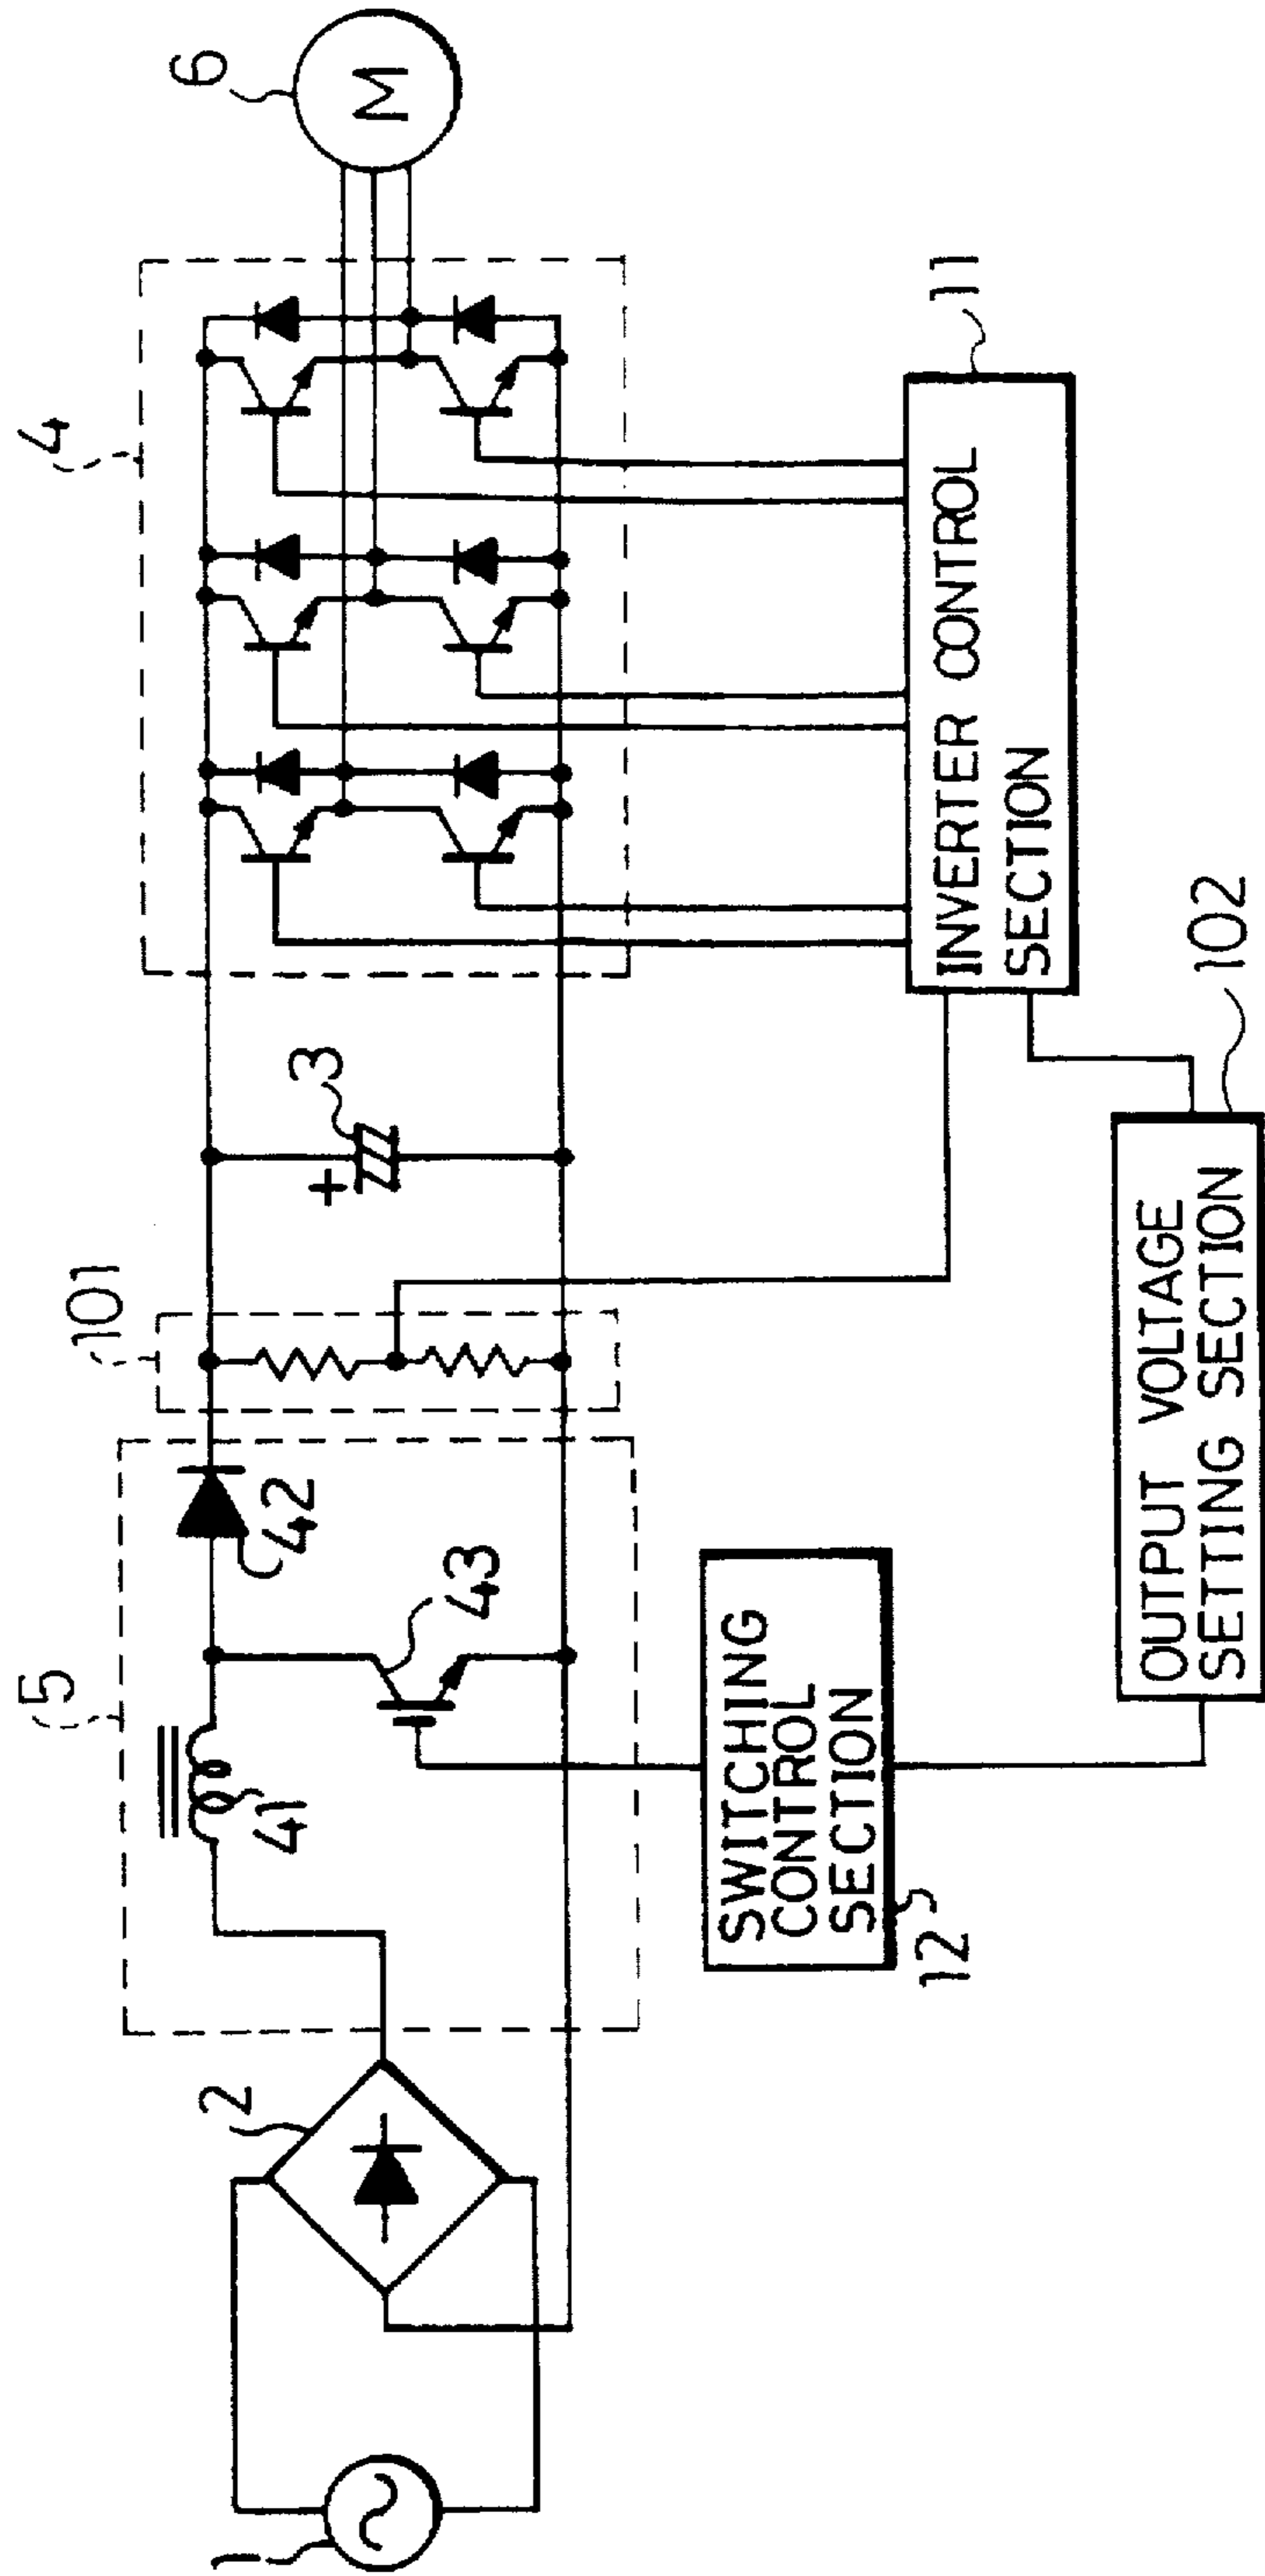 1
2
5
41
42
43
101
3
+
4
6
M
SWITCHING
CONTROL
SECTION
12
OUTPUT VOLTAGE
SETTING SECTION
102
INVERTER CONTROL
SECTION
11